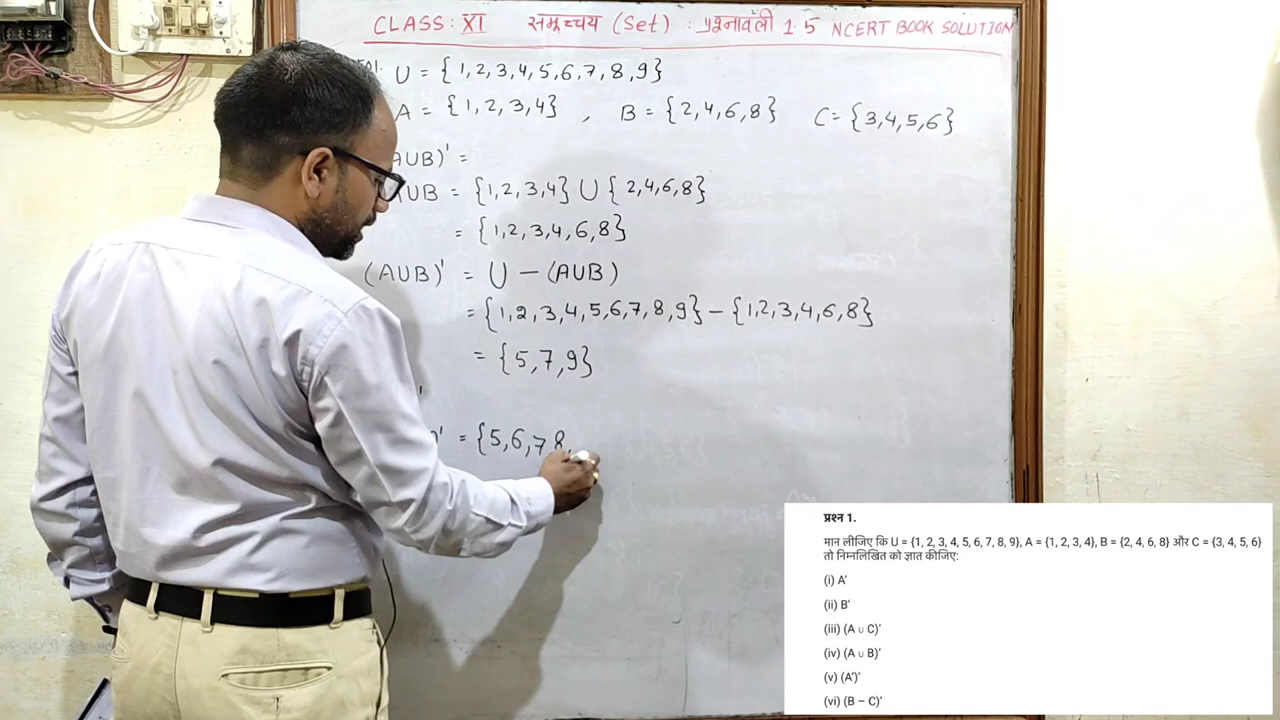 CLASS: XI समूच्चय (Set) : प्रश्नावली 1.5 NCERT BOOK SOLUTION
U = { 1,2,3,4,5,6,7,8,9}
A = {1,2,3,4} , B = {2,4,6,8} C = {3,4,5,6}
AUB)' =
UB = {1,2,3,4} U { 2,4,6,8}
= {1,2,3,4,6,8}
(AUB)' = U – (AUB)
= {1,2,3,4,5,6,7,8,9} – {1,2,3,4,6,8}
= {5,7,9}
'
)' = {5,6,7 8,
प्रश्न 1.
मान लीजिए कि U = {1, 2, 3, 4, 5, 6, 7, 8, 9}, A = {1, 2, 3, 4}, B = {2, 4, 6, 8} और C = {3, 4, 5, 6}
तो निम्नलिखित को ज्ञात कीजिए:
(i) A'
(ii) B'
(iii) (A ∪ C)'
(iv) (A ∪ B)'
(v) (A')'
(vi) (B – C)'